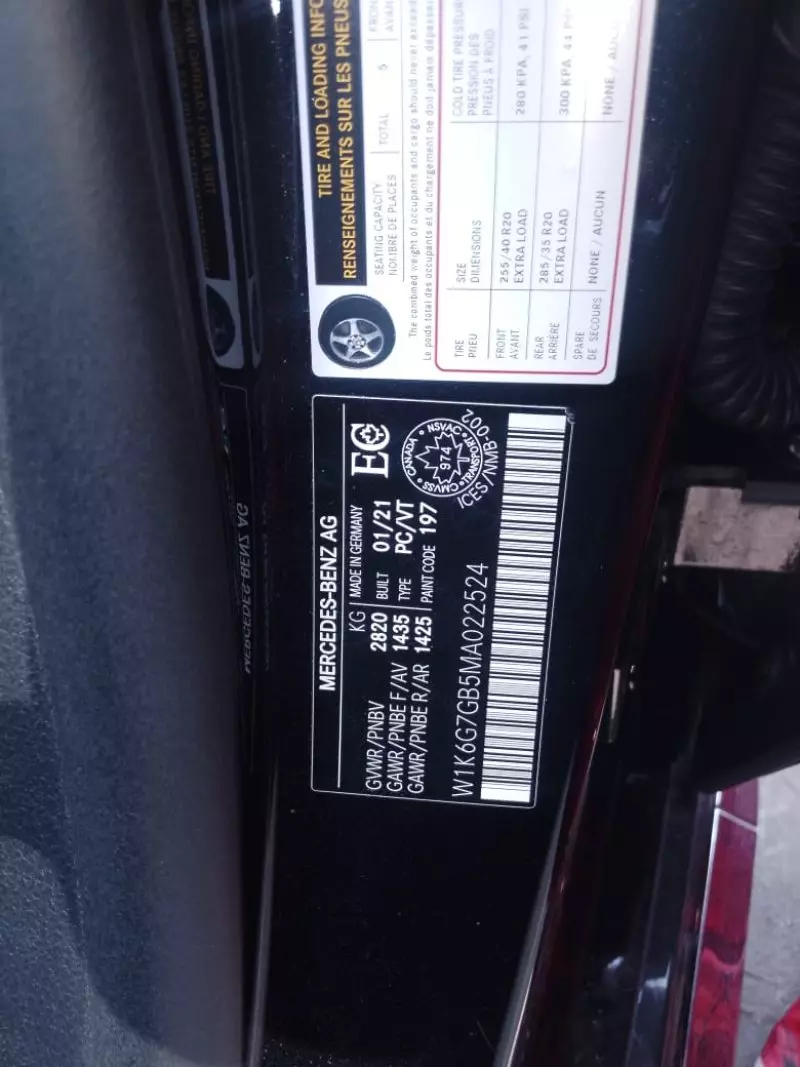 TIRE AND LOADING INFO
RENSEIGNEMENTS SUR LES PNEUS
SEATING CAPACITY
NOMBRE DE PLACES
TOTAL 5
The combined weight of occupants and cargo should never exceed
Le poids total des occupants et du chargement ne doit jamais dépasser
TIRE
PNEU
SIZE
DIMENSIONS
COLD TIRE PRESSURE
PRESSION DES
PNEUS À FROID
FRONT
AVANT
255/40 R20
EXTRA LOAD
280 KPA, 41 PSI
REAR
ARRIÈRE
285/35 R20
EXTRA LOAD
300 KPA, 44 PSI
SPARE
DE SECOURS
NONE / AUCUN
NONE / AUCUN
MERCEDES-BENZ AG
KG MADE IN GERMANY
GVWR/PNBV 2820 BUILT 01/21
GAWR/PNBE F/AV 1435 TYPE PC/VT
GAWR/PNBE R/AR 1425 PAINT CODE 197
EC
CANADA NSVAC TRANSPORT CMVSS
974
ICES/NMB-002
W1K6G7GB5MA022524
MERCEDES-BENZ AG